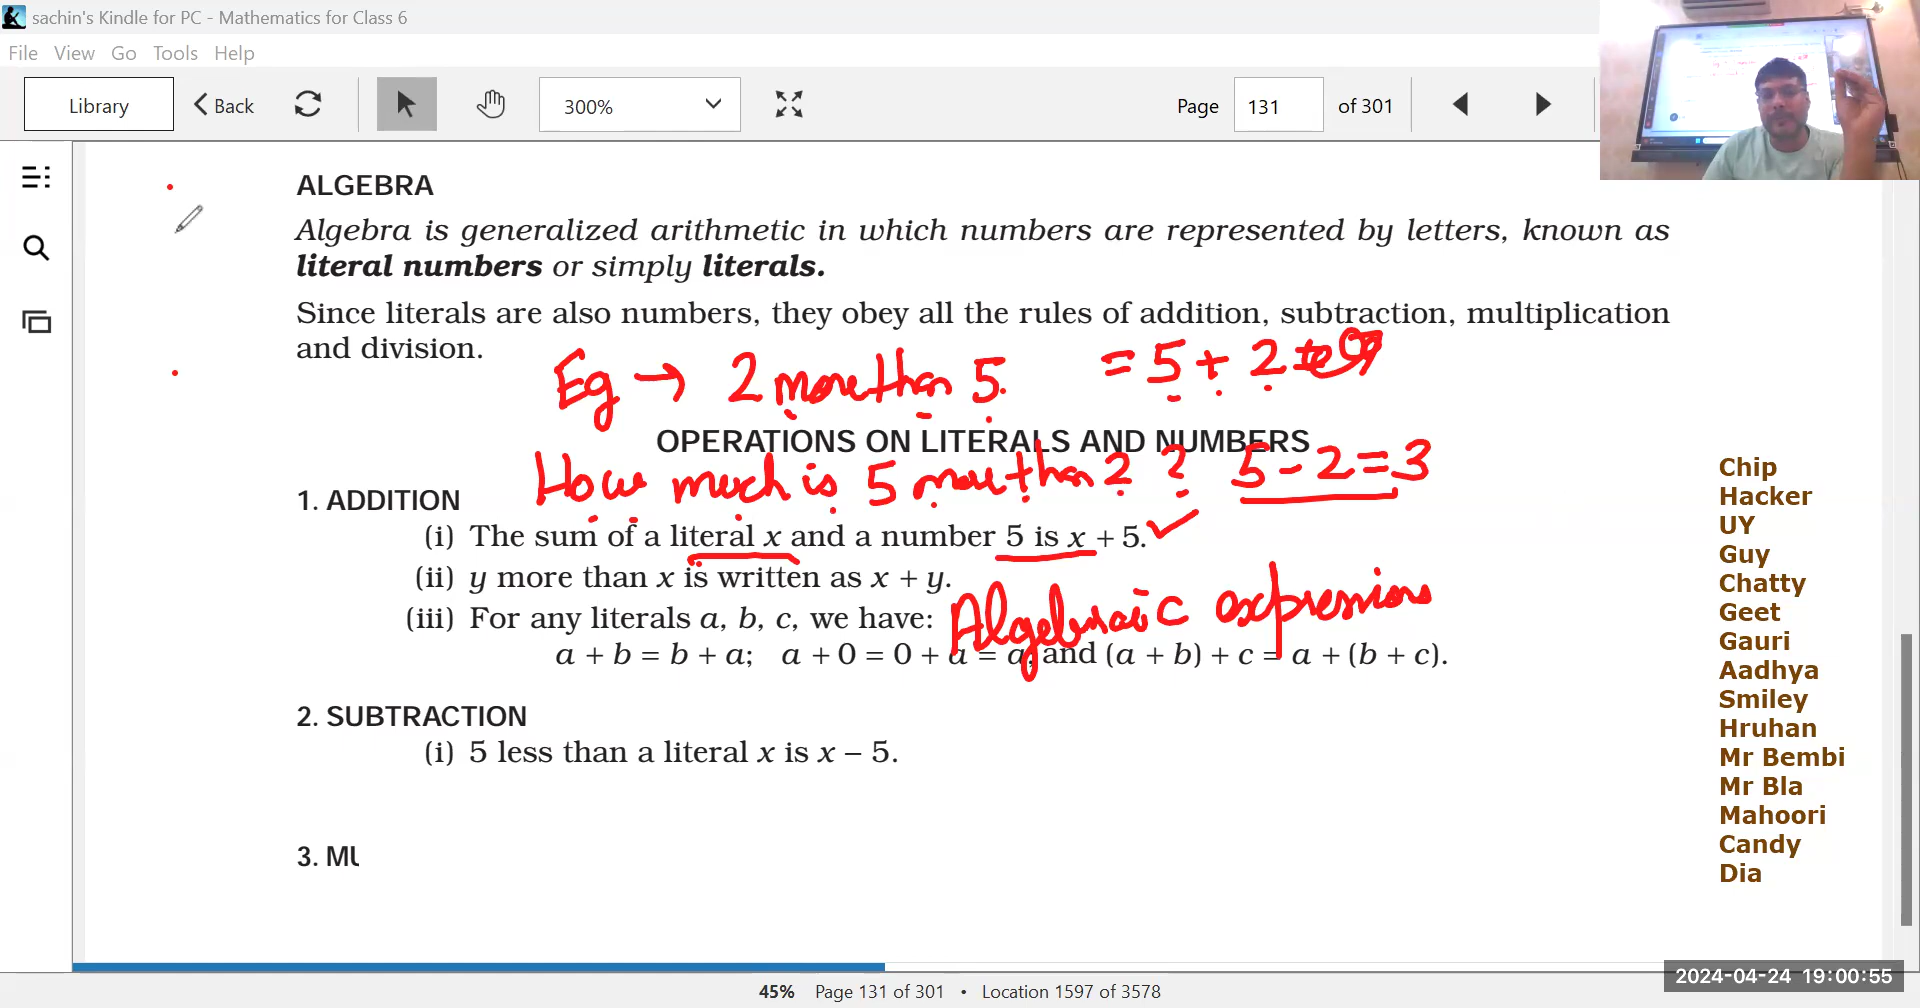 sachin's Kindle for PC - Mathematics for Class 6
File View Go Tools Help
Library Back 300% Page 131 of 301
ALGEBRA
Algebra is generalized arithmetic in which numbers are represented by letters, known as
literal numbers or simply literals.
Since literals are also numbers, they obey all the rules of addition, subtraction, multiplication
and division.
Eg → 2 more than 5. = 5 + 2
OPERATIONS ON LITERALS AND NUMBERS
How much is 5 more than 2 ? 5 - 2 = 3
1. ADDITION
(i) The sum of a literal x and a number 5 is x + 5.
(ii) y more than x is written as x + y.
(iii) For any literals a, b, c, we have:
Algebraic expressions
a + b = b + a; a + 0 = 0 + a = a, and (a + b) + c = a + (b + c).
2. SUBTRACTION
(i) 5 less than a literal x is x – 5.
3. MU
Chip
Hacker
UY
Guy
Chatty
Geet
Gauri
Aadhya
Smiley
Hruhan
Mr Bembi
Mr Bla
Mahoori
Candy
Dia
2024-04-24 19:00:55
45% Page 131 of 301 • Location 1597 of 3578